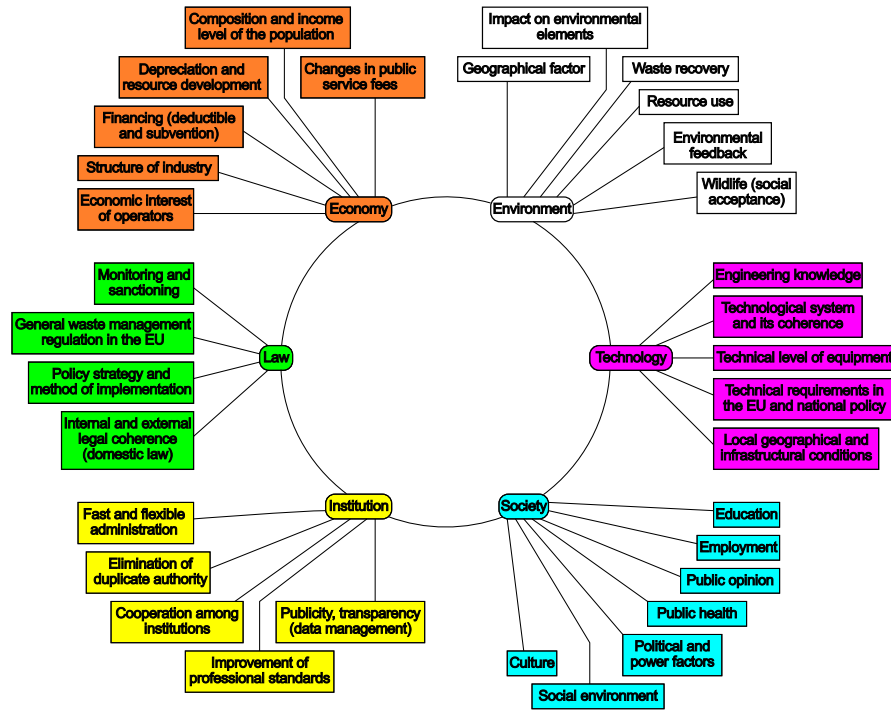 Composition and income
level of the population
Depreciation and
resource development
Changes in public
service fees
Financing (deductible
and subvention)
Structure of industry
Economic interest
of operators
Economy
Impact on environmental
elements
Geographical factor
Waste recovery
Resource use
Environmental
feedback
Wildlife (social
acceptance)
Environment
Monitoring and
sanctioning
General waste management
regulation in the EU
Policy strategy and
method of implementation
Internal and external
legal coherence
(domestic law)
Law
Engineering knowledge
Technological system
and its coherence
Technical level of equipment
Technical requirements in
the EU and national policy
Local geographical and
infrastructural conditions
Technology
Institution
Fast and flexible
administration
Elimination of
duplicate authority
Cooperation among
institutions
Publicity, transparency
(data management)
Improvement of
professional standards
Society
Education
Employment
Public opinion
Public health
Political and
power factors
Culture
Social environment